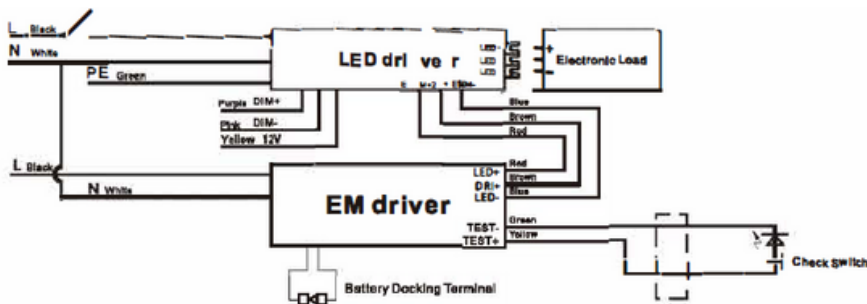 L Black
N White
PE Green
LED dri ve r
LED-
LED
LED
+
Electronic Load
Purple DIM+
Pink DIM-
Yellow 12V
Blue
Brown
Red
L Black
N White
EM driver
LED+
DRI+
LED-
TEST-
TEST+
Red
Brown
Blue
Green
Yellow
Check Switch
Battery Docking Terminal